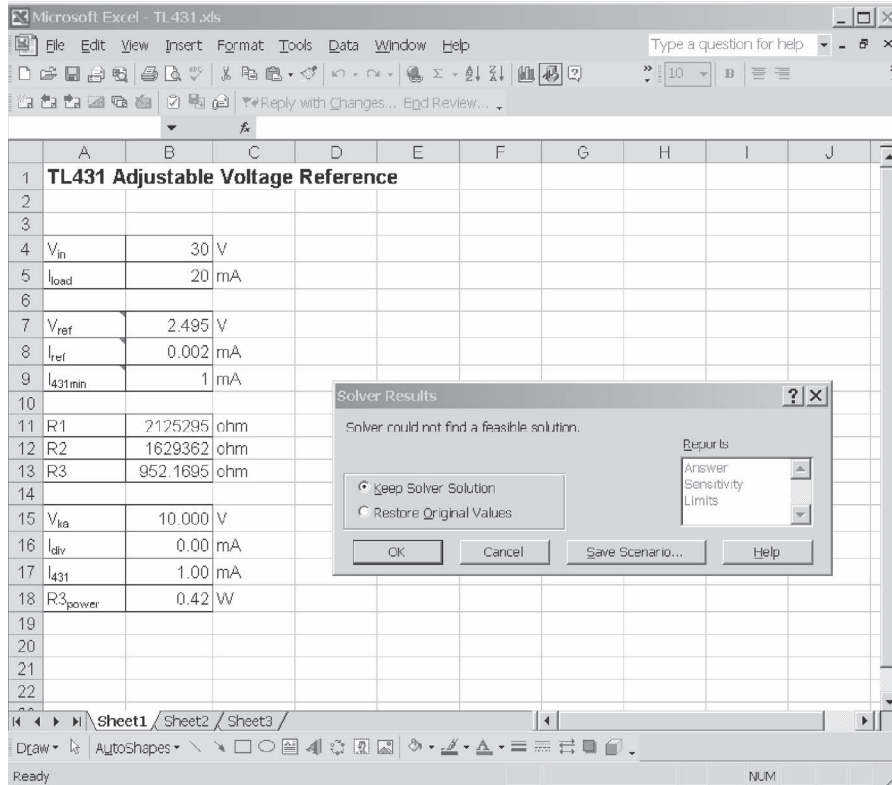 Microsoft Excel - TL431.xls
File Edit View Insert Format Tools Data Window Help Type a question for help
10 B
Reply with Changes... End Review...
fx
A B C D E F G H I J
1 TL431 Adjustable Voltage Reference
2
3
4 Vin 30 V
5 Iload 20 mA
6
7 Vref 2.495 V
8 Iref 0.002 mA
9 I431min 1 mA
10
11 R1 2125295 ohm
12 R2 1629362 ohm
13 R3 952.1695 ohm
14
15 Vka 10.000 V
16 Idiv 0.00 mA
17 I431 1.00 mA
18 R3power 0.42 W
19
20
21
22
Solver Results ? X
Solver could not find a feasible solution.
Reports
Answer
Sensitivity
Limits
Keep Solver Solution
Restore Original Values
OK Cancel Save Scenario... Help
Sheet1 Sheet2 Sheet3
Draw AutoShapes
Ready NUM